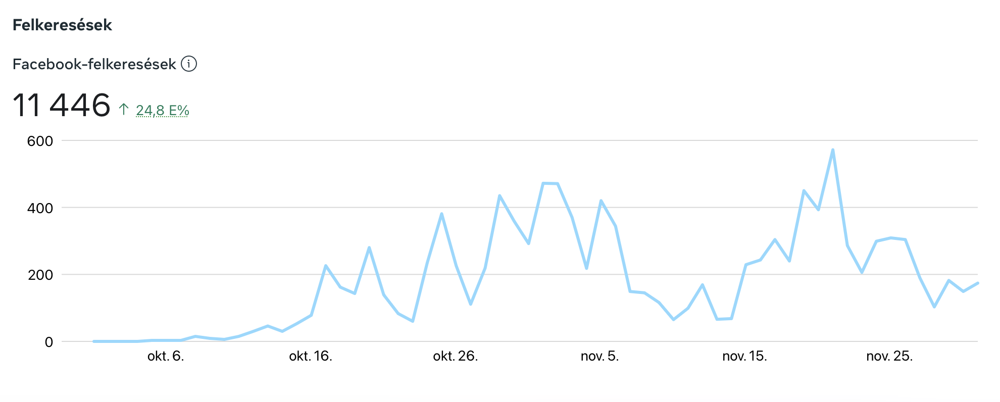 Felkeresések
Facebook-felkeresések
11 446 ↑ 24,8 E%
600
400
200
0
okt. 6. okt. 16. okt. 26. nov. 5. nov. 15. nov. 25.